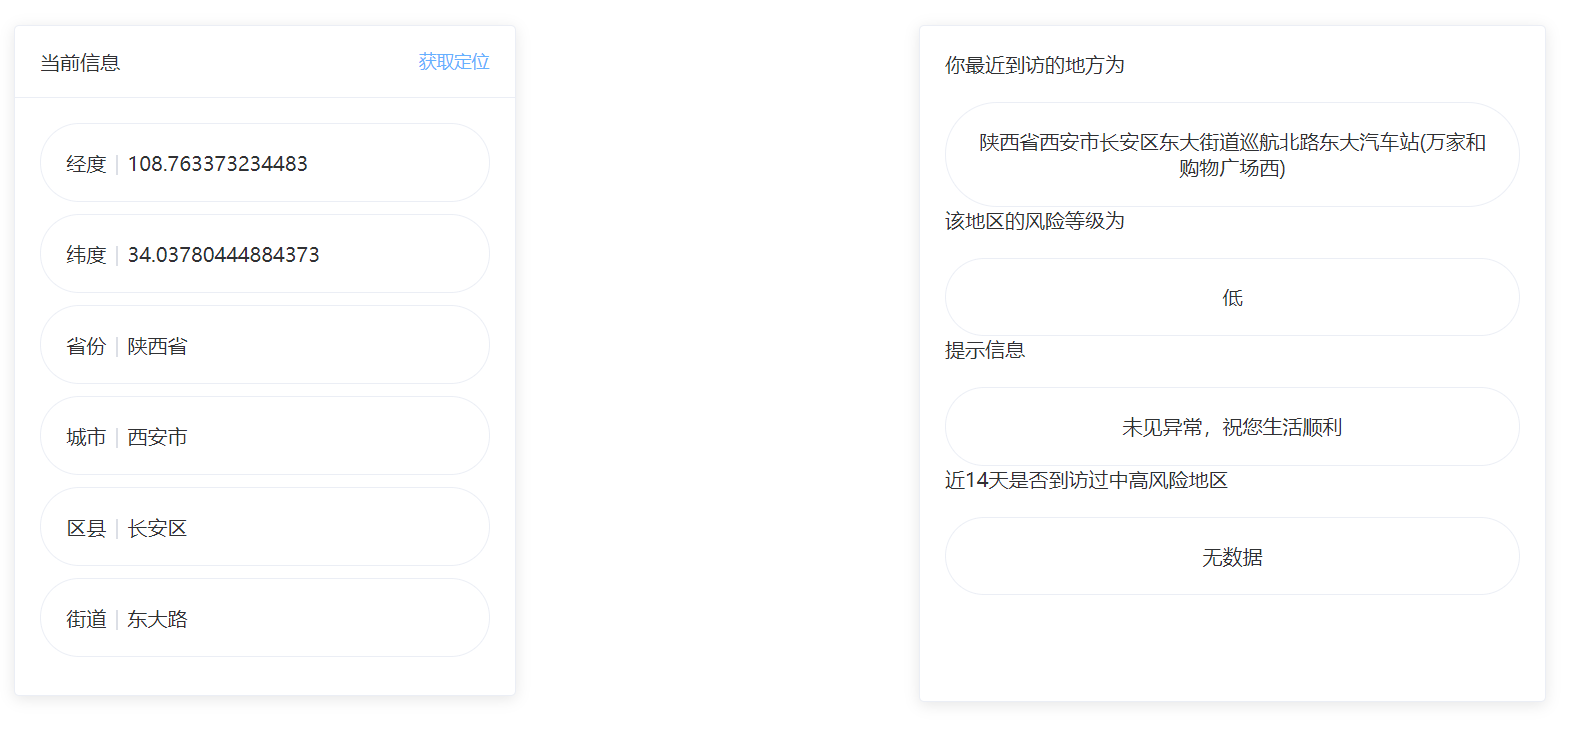 当前信息 获取定位
经度 | 108.763373234483
纬度 | 34.03780444884373
省份 | 陕西省
城市 | 西安市
区县 | 长安区
街道 | 东大路
你最近到访的地方为
陕西省西安市长安区东大街道巡航北路东大汽车站(万家和
购物广场西)
该地区的风险等级为
低
提示信息
未见异常，祝您生活顺利
近14天是否到访过中高风险地区
无数据